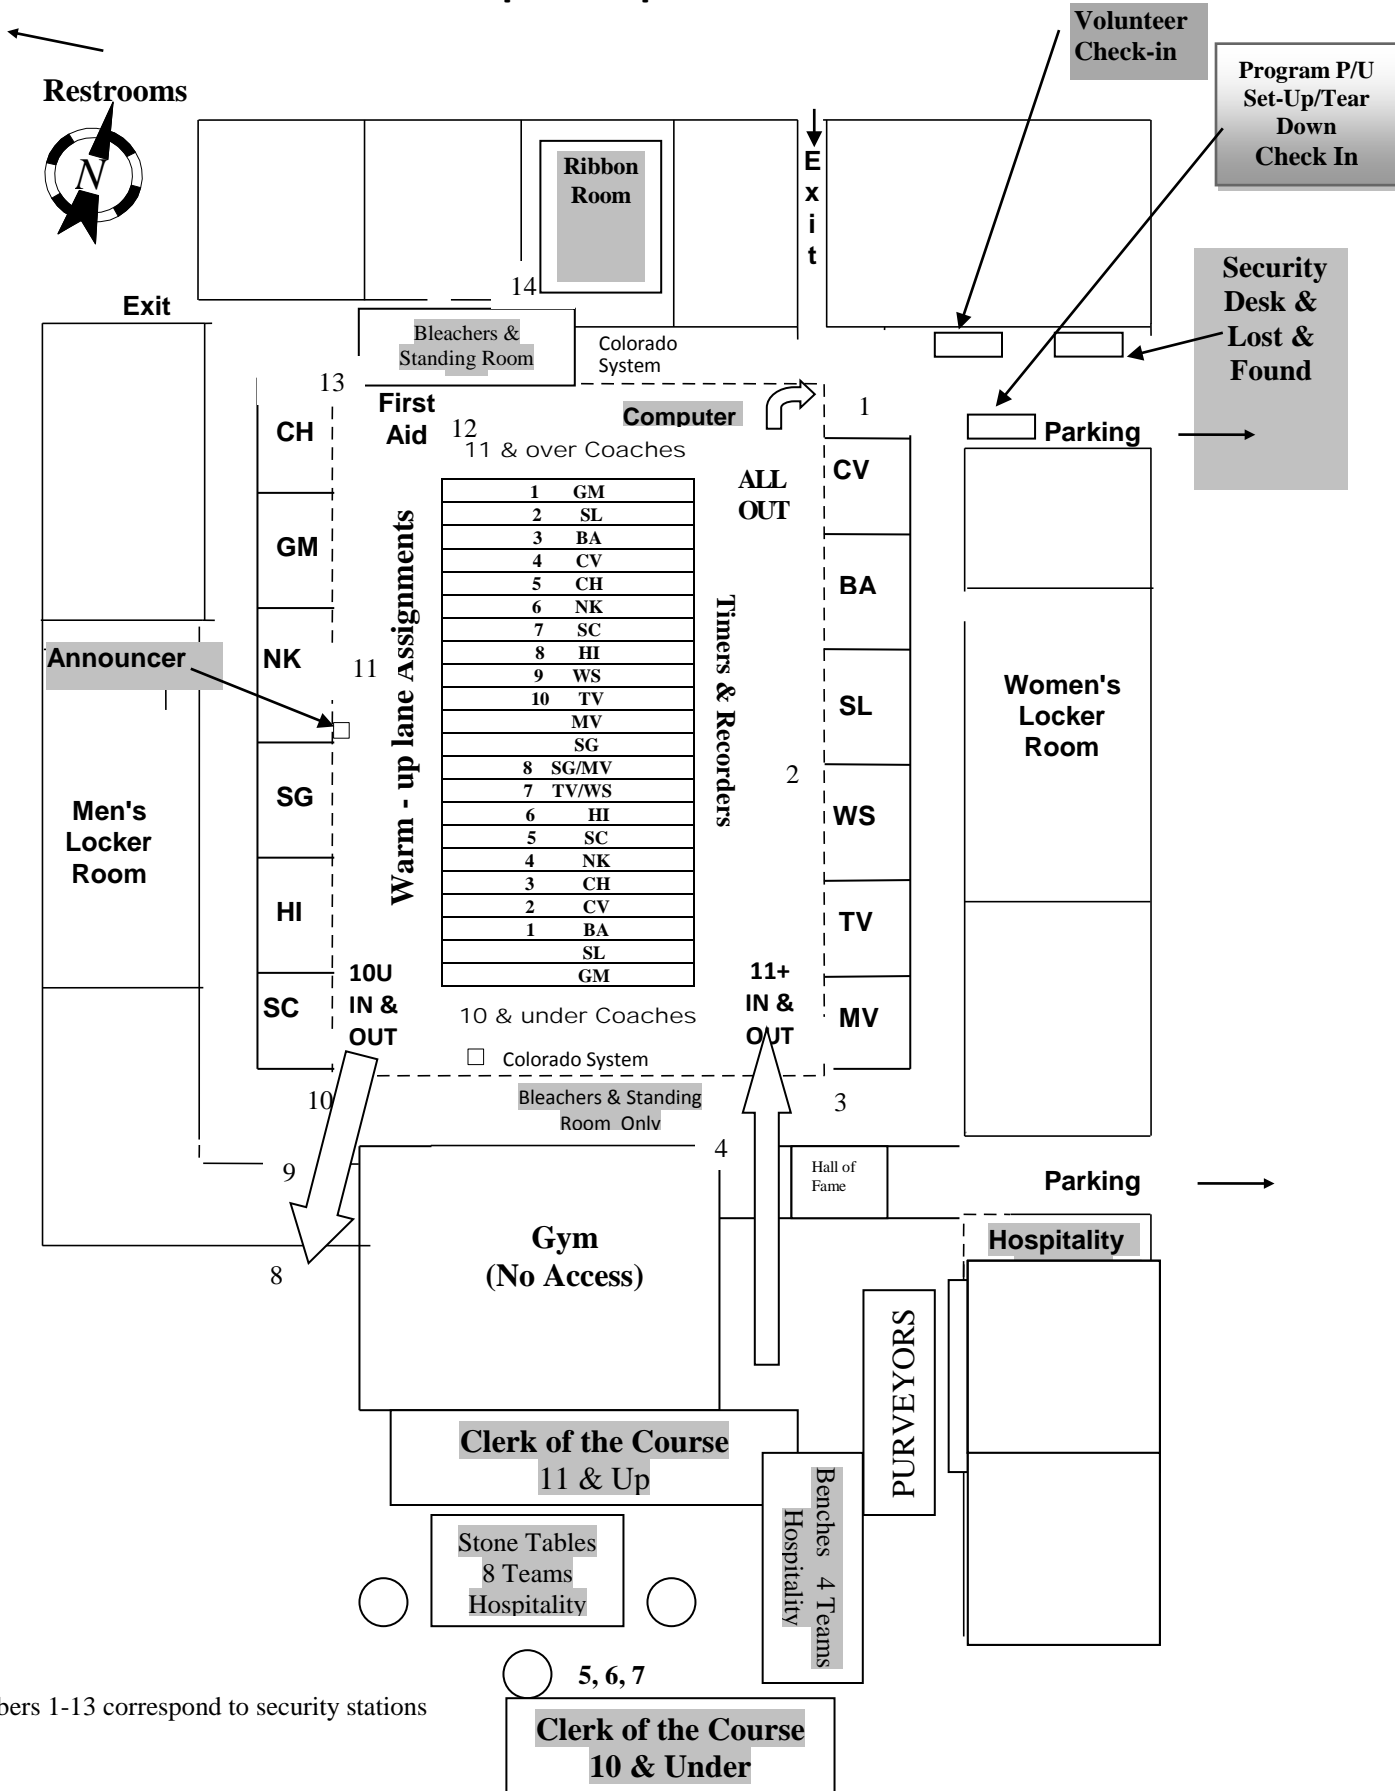 Volunteer
Check-in
Program P/U
Set-Up/Tear
Down
Check In
Restrooms
N
Ribbon
Room
E
x
i
t
Security
Desk &
Lost &
Found
Exit
14
Bleachers &
Standing Room
Colorado
System
13
First
Aid
12
Computer
1
Parking
11 & over Coaches
CH
GM
NK
SG
HI
SC
Announcer
11
Men's
Locker
Room
Warm - up lane Assignments
1 GM
2 SL
3 BA
4 CV
5 CH
6 NK
7 SC
8 HI
9 WS
10 TV
MV
SG
8 SG/MV
7 TV/WS
6 HI
5 SC
4 NK
3 CH
2 CV
1 BA
SL
GM
ALL
OUT
Timers & Recorders
2
CV
BA
SL
WS
TV
MV
Women's
Locker
Room
10U
IN &
OUT
11+
IN &
OUT
10 & under Coaches
Colorado System
10
Bleachers & Standing
Room Only
3
4
9
Hall of
Fame
Parking
8
Gym
(No Access)
Hospitality
PURVEYORS
Clerk of the Course
11 & Up
Benches 4 Teams
Hospitality
Stone Tables
8 Teams
Hospitality
5, 6, 7
bers 1-13 correspond to security stations
Clerk of the Course
10 & Under